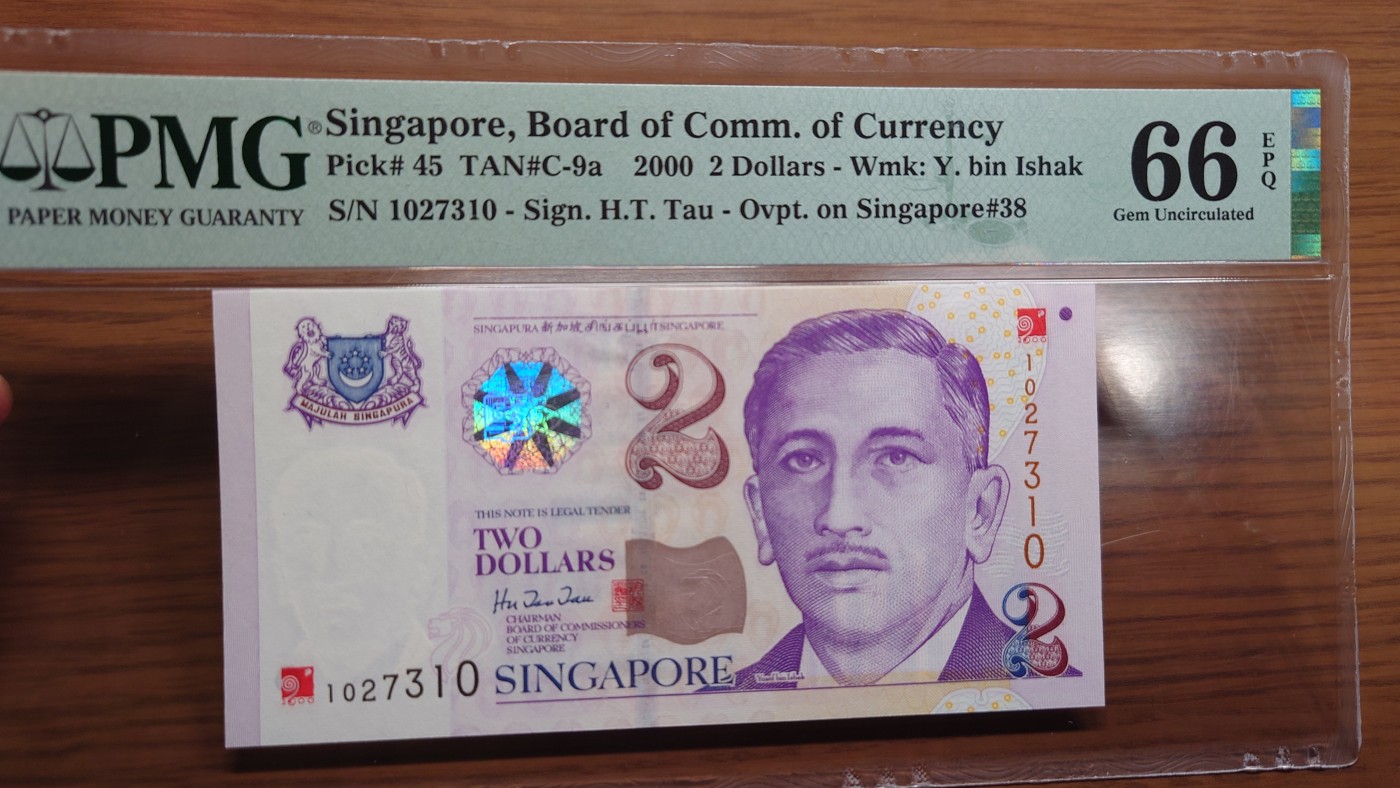 PMG®
PAPER MONEY GUARANTY
Singapore, Board of Comm. of Currency
Pick# 45 TAN#C-9a 2000 2 Dollars - Wmk: Y. bin Ishak
S/N 1027310 - Sign. H.T. Tau - Ovpt. on Singapore#38
66
EPQ
Gem Uncirculated
SINGAPURA 新加坡 சிங்கப்பூர் SINGAPORE
MAJULAH SINGAPURA
2
2000
1027310
THIS NOTE IS LEGAL TENDER
TWO
DOLLARS
CHAIRMAN
BOARD OF COMMISSIONERS
OF CURRENCY
SINGAPORE
2
2000
1027310
SINGAPORE